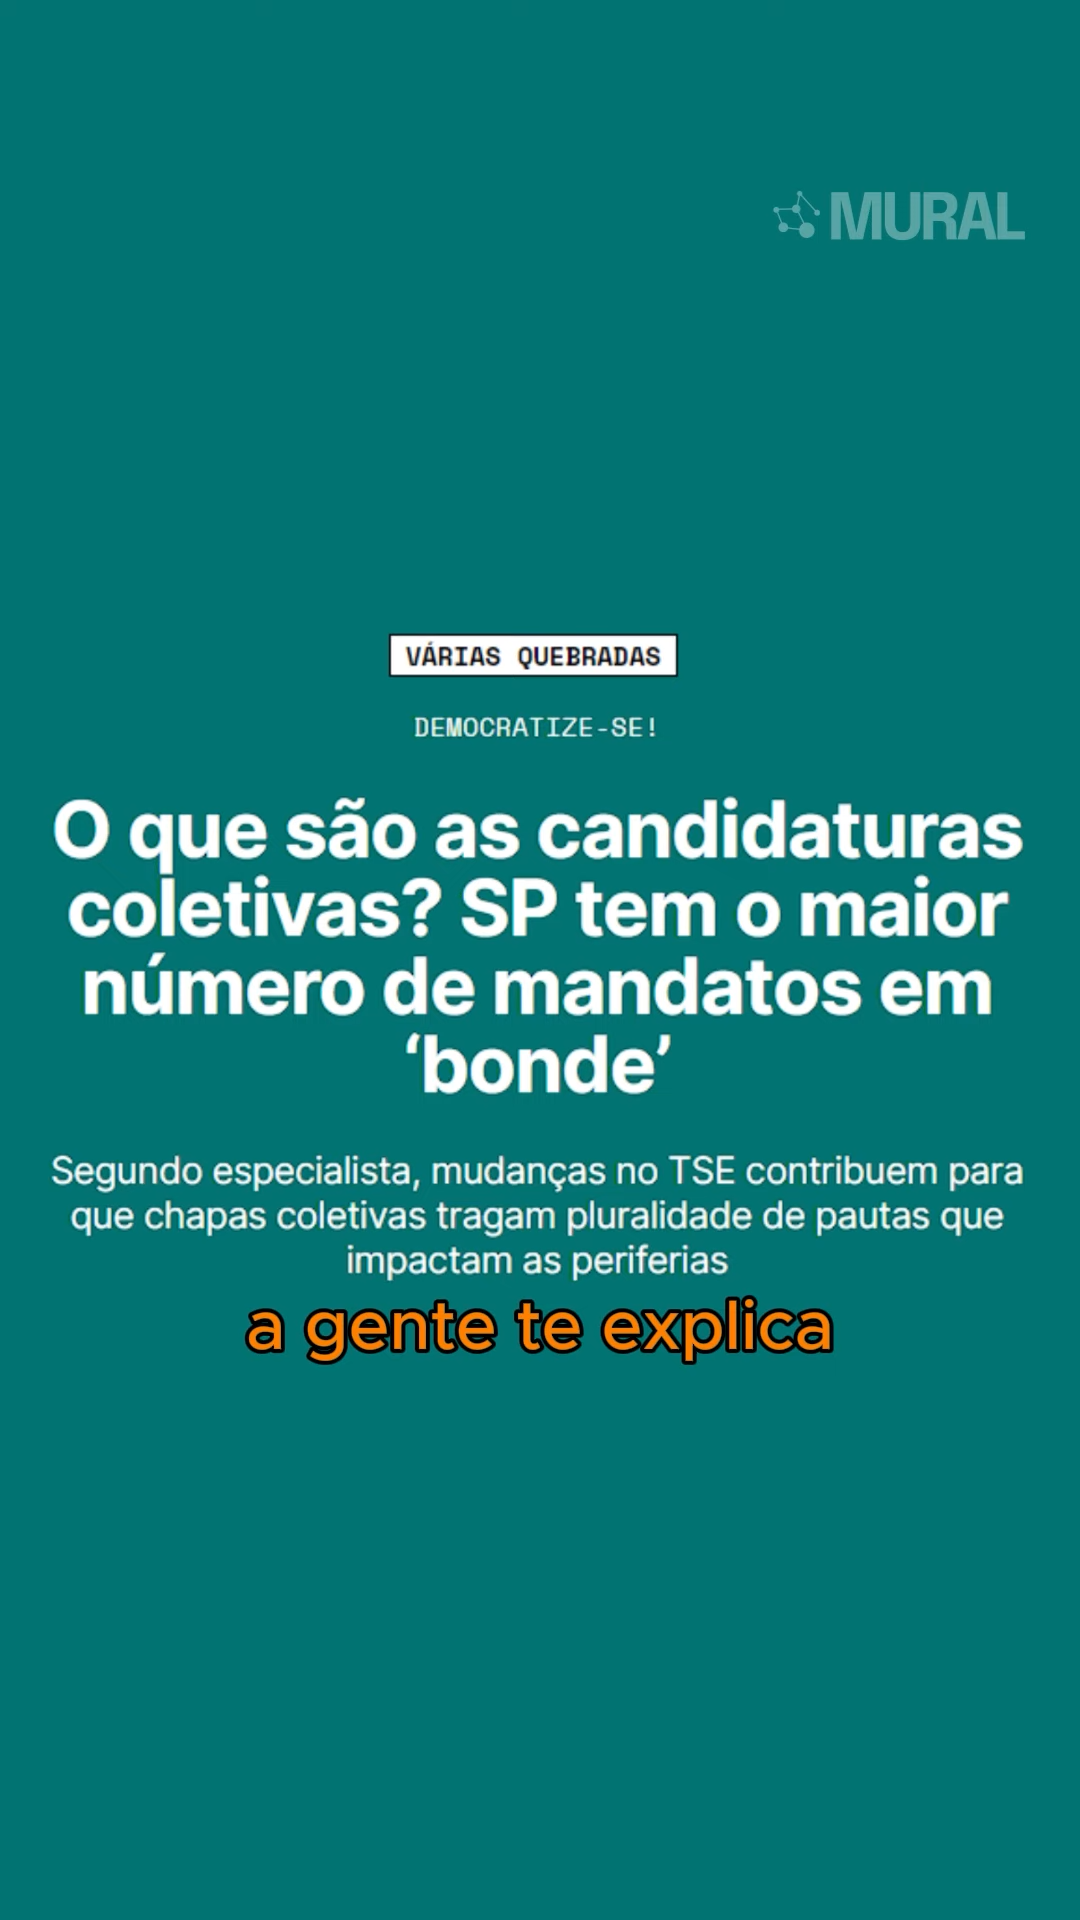 MURAL
VÁRIAS QUEBRADAS
DEMOCRATIZE-SE!
O que são as candidaturas
coletivas? SP tem o maior
número de mandatos em
‘bonde’
Segundo especialista, mudanças no TSE contribuem para
que chapas coletivas tragam pluralidade de pautas que
impactam as periferias
a gente te explica